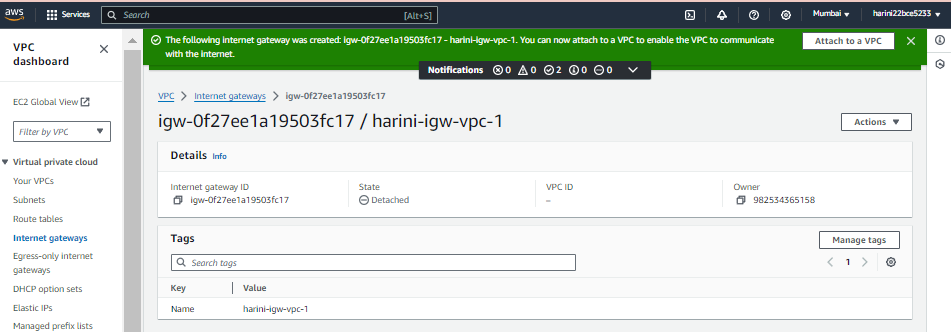 aws Services Search [Alt+S] Mumbai harini22bce5233
VPC dashboard
EC2 Global View
Filter by VPC
Virtual private cloud
Your VPCs
Subnets
Route tables
Internet gateways
Egress-only internet gateways
DHCP option sets
Elastic IPs
Managed prefix lists
The following internet gateway was created: igw-0f27ee1a19503fc17 - harini-igw-vpc-1. You can now attach to a VPC to enable the VPC to communicate
with the internet.
Attach to a VPC
Notifications 0 0 2 0 0
VPC > Internet gateways > igw-0f27ee1a19503fc17
igw-0f27ee1a19503fc17 / harini-igw-vpc-1
Actions
Details Info
Internet gateway ID
igw-0f27ee1a19503fc17
State
Detached
VPC ID
–
Owner
982534365158
Tags
Manage tags
Search tags
1
Key Value
Name harini-igw-vpc-1